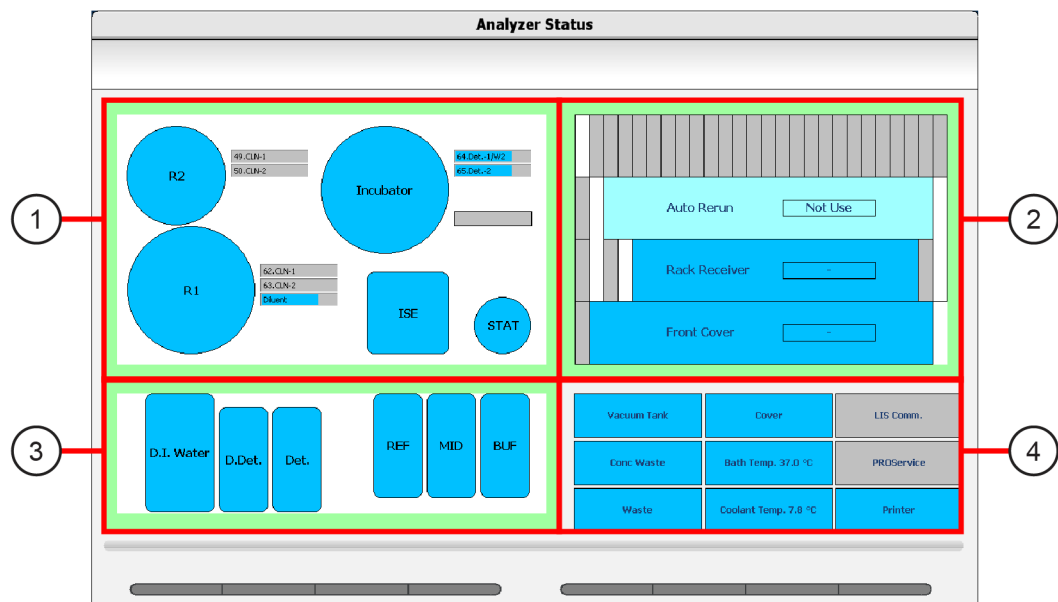 Analyzer Status
1
R2
49.CLN-1
50.CLN-2
Incubator
64.Det.-1/W2
65.Det.-2
R1
62.CLN-1
63.CLN-2
Diluent
ISE
STAT
2
Auto Rerun Not Use
Rack Receiver -
Front Cover -
3
D.I. Water D.Det. Det. REF MID BUF
4
Vacuum Tank Cover LIS Comm.
Conc Waste Bath Temp. 37.0 °C PROService
Waste Coolant Temp. 7.0 °C Printer